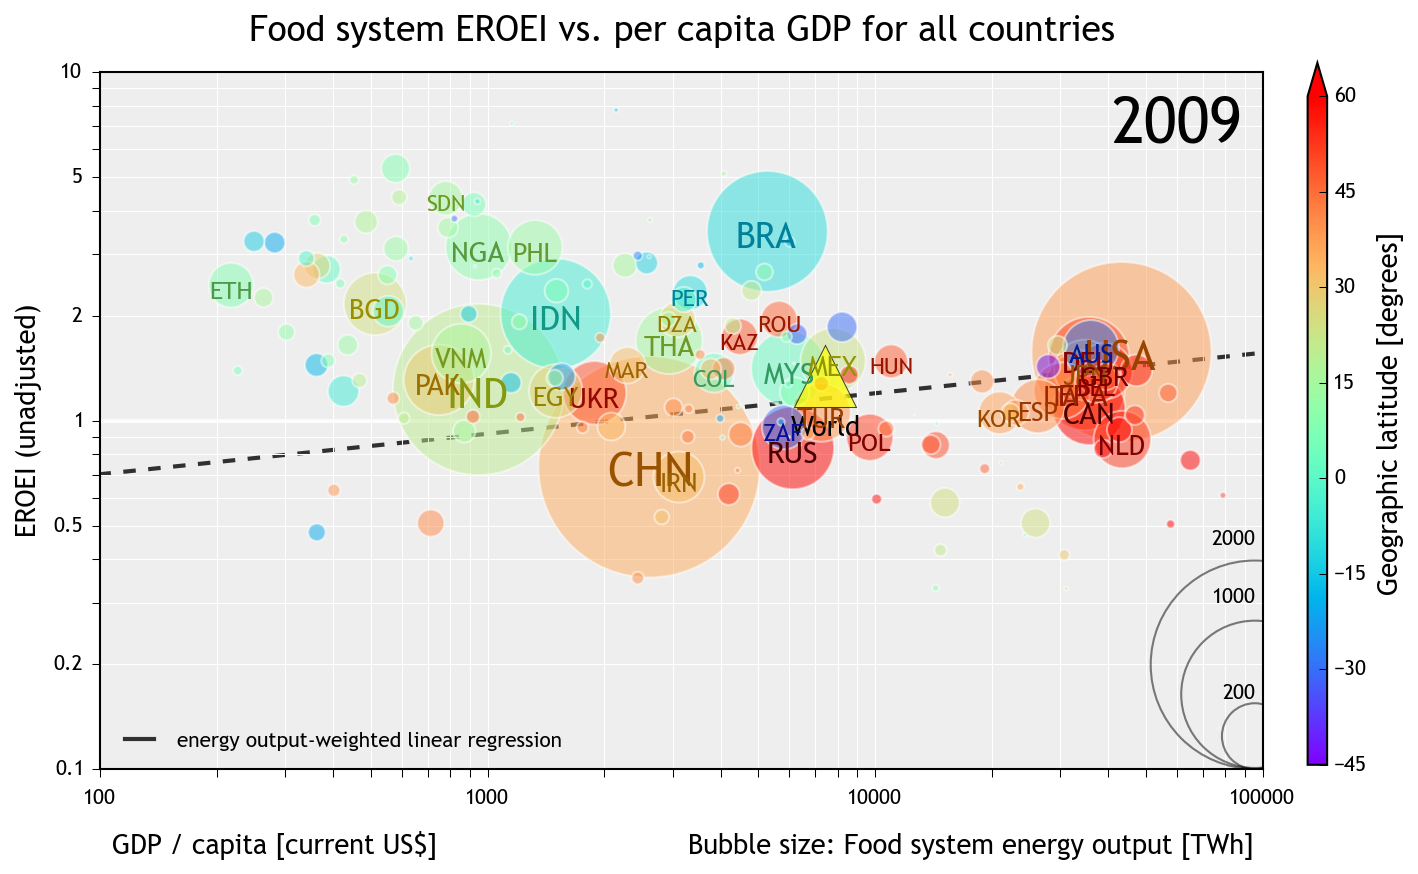 Food system EROEI vs. per capita GDP for all countries
2009
10
5
2
1
0.5
0.2
0.1
EROEI (unadjusted)
SDN
NGA
PHL
BRA
ETH
BGD
IDN
PER
DZA
THA
ROU
KAZ
VNM
PAK
IND
EGY
MAR
UKR
COL
MYS
MEX
HUN
AUS
USA
GBR
FRA
CAN
KOR
ESP
NLD
TUR
World
ZAF
RUS
POL
CHN
IRN
2000
1000
200
energy output-weighted linear regression
100
1000
10000
100000
GDP / capita [current US$]
Bubble size: Food system energy output [TWh]
60
45
30
15
0
−15
−30
−45
Geographic latitude [degrees]